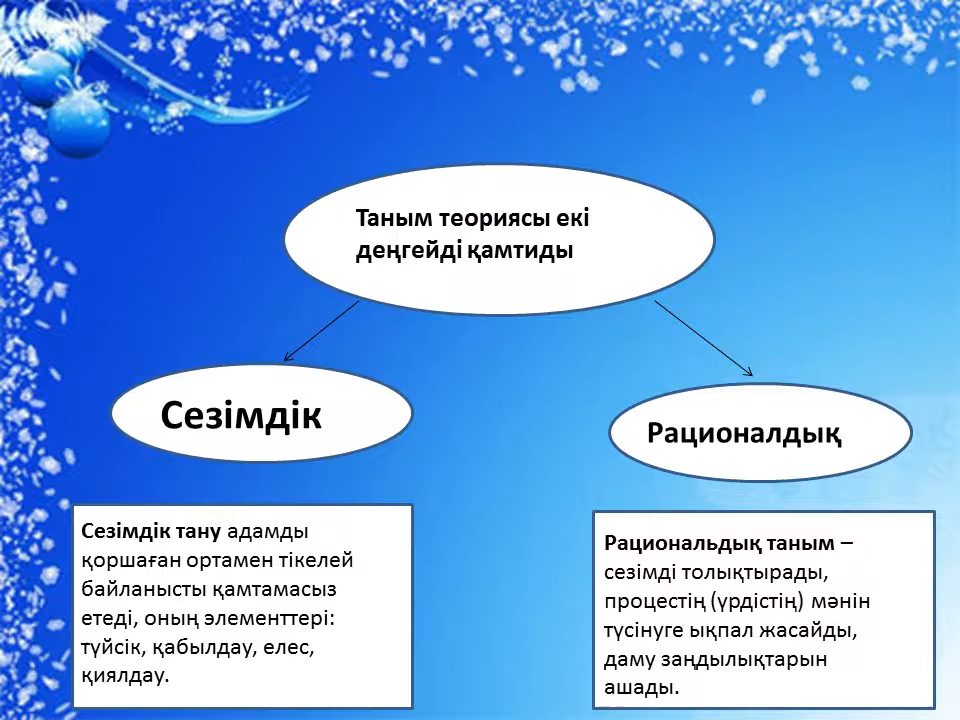 Таным теориясы екі
деңгейді қамтиды
Сезімдік
Рационалдық
Сезімдік тану адамды
қоршаған ортамен тікелей
байланысты қамтамасыз
етеді, оның элементтері:
түйсік, қабылдау, елес,
қиялдау.
Рациональдық таным –
сезімді толықтырады,
процестің (үрдістің) мәнін
түсінуге ықпал жасайды,
даму заңдылықтарын
ашады.